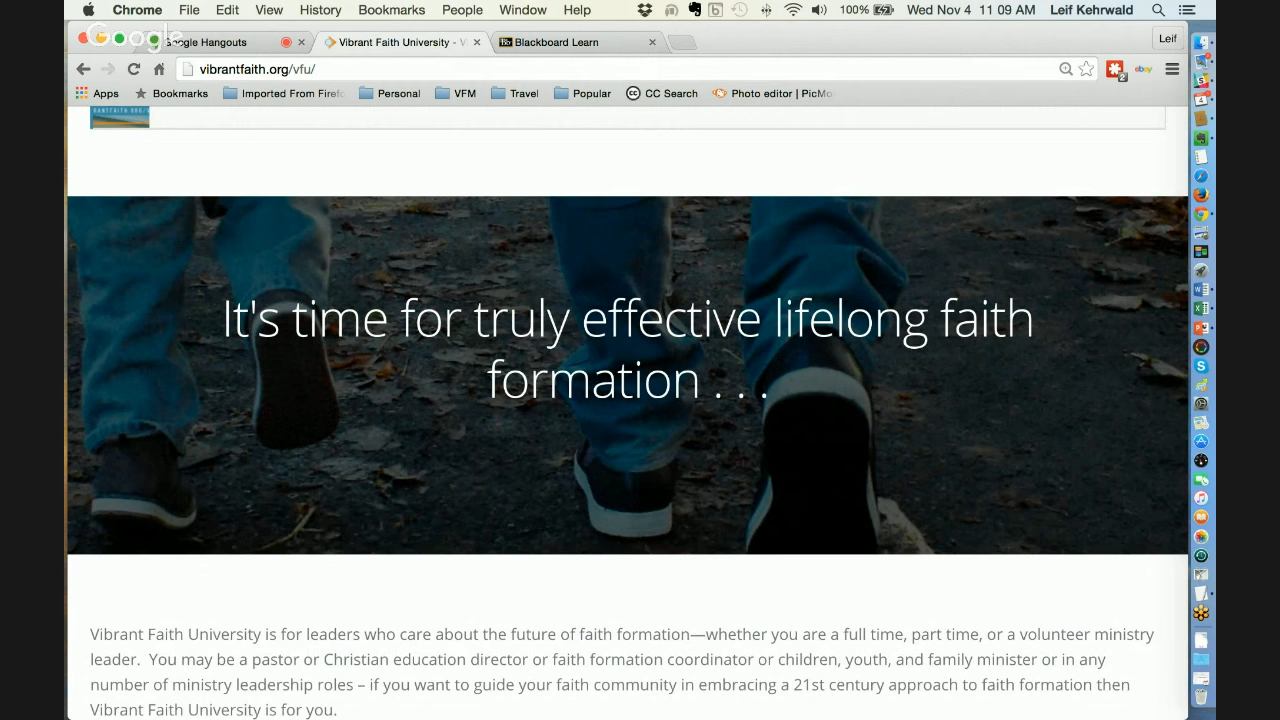 Chrome File Edit View History Bookmarks People Window Help 100% Wed Nov 4 11 09 AM Leif Kehrwald
Google
Google Hangouts Vibrant Faith University - Blackboard Learn Leif
vibrantfaith.org/vfu/ ebay
Apps Bookmarks Imported From Firefo Personal VFM Travel Popular CC Search Photo editor | PicMo
It's time for truly effective lifelong faith
formation . . .
Vibrant Faith University is for leaders who care about the future of faith formation—whether you are a full time, part time, or a volunteer ministry
leader. You may be a pastor or Christian education director or faith formation coordinator or children, youth, and family minister or in any
number of ministry leadership roles – if you want to guide your faith community in embracing a 21st century approach to faith formation then
Vibrant Faith University is for you.